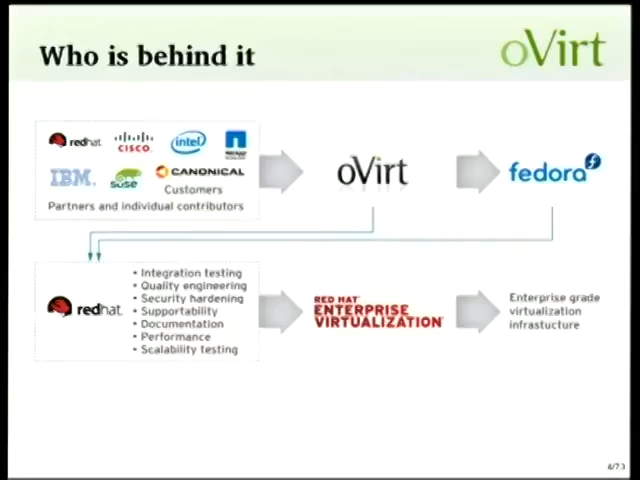 Who is behind it
oVirt
redhat.
CISCO.
intel
IBM.
SUSE
CANONICAL
Customers
Partners and individual contributors
oVirt
fedora
redhat.
• Integration testing
• Quality engineering
• Security hardening
• Supportability
• Documentation
• Performance
• Scalability testing
RED HAT
ENTERPRISE
VIRTUALIZATION
Enterprise grade
virtualization
infrastucture